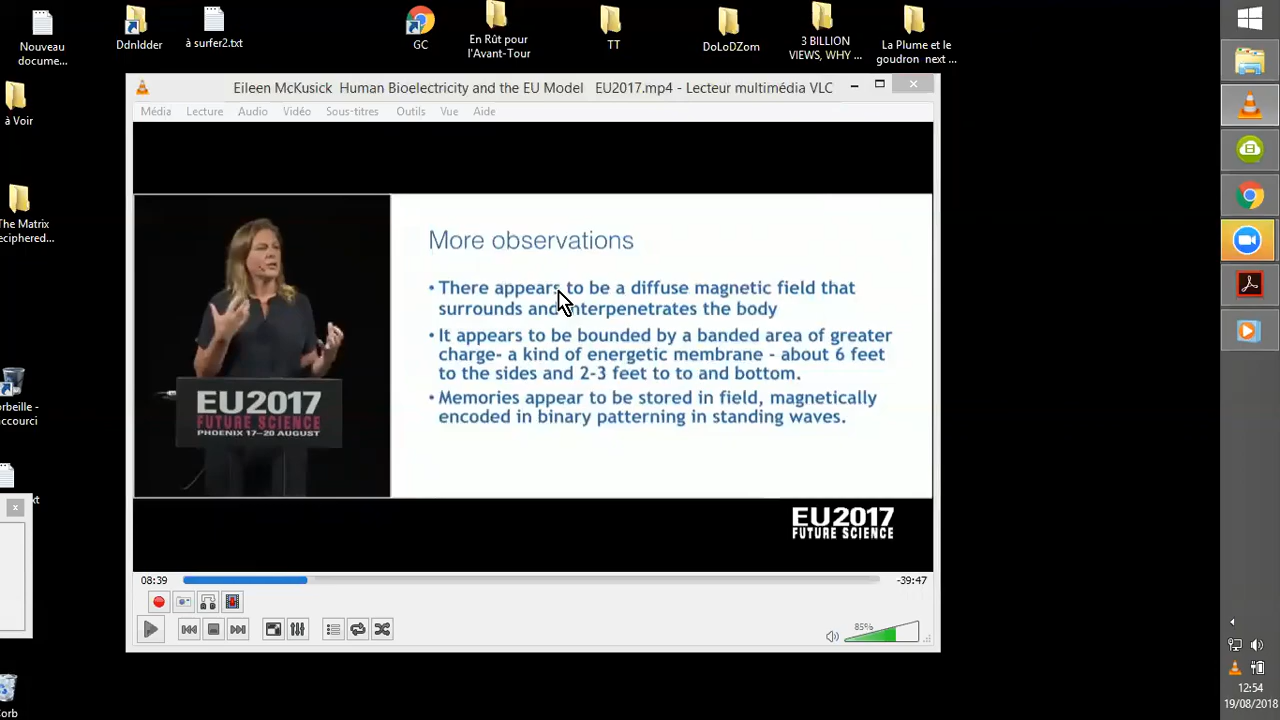 Nouveau
docume...
Ddnldder
à surfer2.txt
GC
En Rût pour
l'Avant-Tour
TT
DoLoDZom
3 BILLION
VIEWS, WHY ...
La Plume et le
goudron next ...
à Voir
The Matrix
eciphered...
orbeille -
accourci
xt
orb
Eileen McKusick Human Bioelectricity and the EU Model EU2017.mp4 - Lecteur multimédia VLC
Média Lecture Audio Vidéo Sous-titres Outils Vue Aide
More observations
• There appears to be a diffuse magnetic field that
surrounds and interpenetrates the body
• It appears to be bounded by a banded area of greater
charge- a kind of energetic membrane - about 6 feet
to the sides and 2-3 feet to to and bottom.
• Memories appear to be stored in field, magnetically
encoded in binary patterning in standing waves.
EU2017
FUTURE SCIENCE
PHOENIX 17-20 AUGUST
EU2017
FUTURE SCIENCE
08:39
-39:47
85%
12:54
19/08/2018